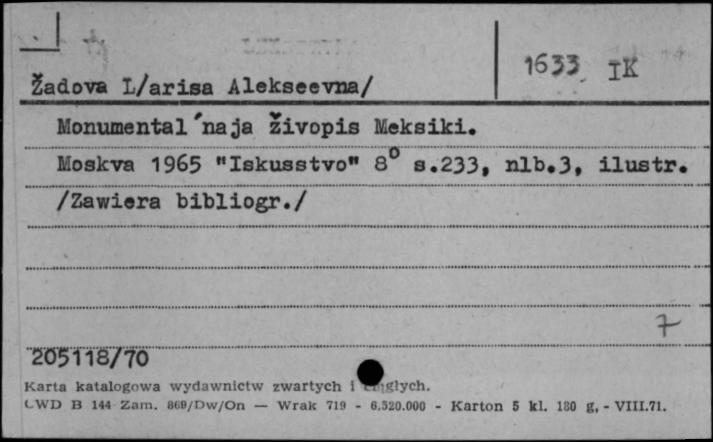 1633 IK
Žadova L/arisa Alekseevna/
Monumental'naja živopis Meksiki.
Moskva 1965 "Iskusstvo" 8° s.233, nlb.3, ilustr.
/Zawiera bibliogr./
7
205118/70
Karta katalogowa wydawnictw zwartych i ciągłych.
CWD B 144 Zam. 869/Dw/On — Wrak 719 - 6.520.000 - Karton 5 kl. 180 g, - VIII.71.